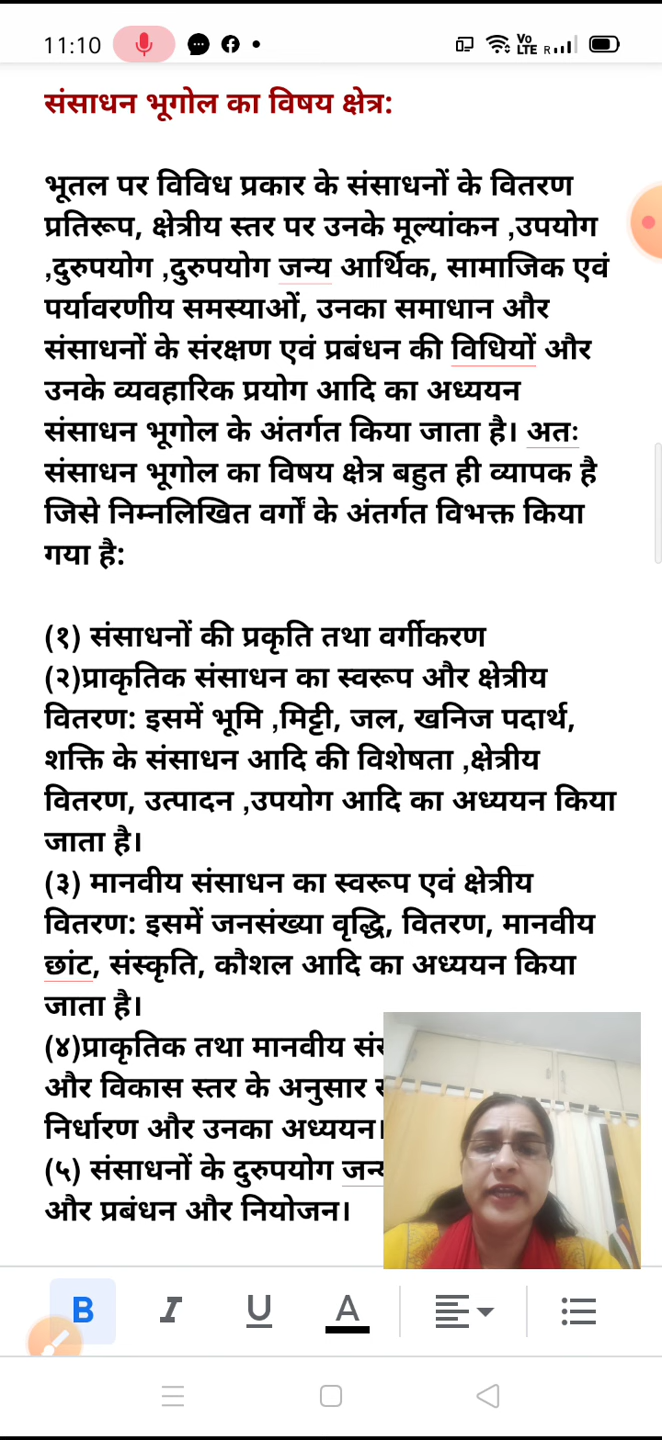 11:10
Vo
LTE R
संसाधन भूगोल का विषय क्षेत्र:
भूतल पर विविध प्रकार के संसाधनों के वितरण
प्रतिरूप, क्षेत्रीय स्तर पर उनके मूल्यांकन ,उपयोग
,दुरुपयोग ,दुरुपयोग जन्य आर्थिक, सामाजिक एवं
पर्यावरणीय समस्याओं, उनका समाधान और
संसाधनों के संरक्षण एवं प्रबंधन की विधियों और
उनके व्यवहारिक प्रयोग आदि का अध्ययन
संसाधन भूगोल के अंतर्गत किया जाता है। अतः
संसाधन भूगोल का विषय क्षेत्र बहुत ही व्यापक है
जिसे निम्नलिखित वर्गों के अंतर्गत विभक्त किया
गया है:
(१) संसाधनों की प्रकृति तथा वर्गीकरण
(२)प्राकृतिक संसाधन का स्वरूप और क्षेत्रीय
वितरण: इसमें भूमि ,मिट्टी, जल, खनिज पदार्थ,
शक्ति के संसाधन आदि की विशेषता ,क्षेत्रीय
वितरण, उत्पादन ,उपयोग आदि का अध्ययन किया
जाता है।
(३) मानवीय संसाधन का स्वरूप एवं क्षेत्रीय
वितरण: इसमें जनसंख्या वृद्धि, वितरण, मानवीय
छांट, संस्कृति, कौशल आदि का अध्ययन किया
जाता है।
(४)प्राकृतिक तथा मानवीय
और विकास स्तर के अनुसार
निर्धारण और उनका अध्ययन।
(५) संसाधनों के दुरुपयोग
और प्रबंधन और नियोजन।
B I U A